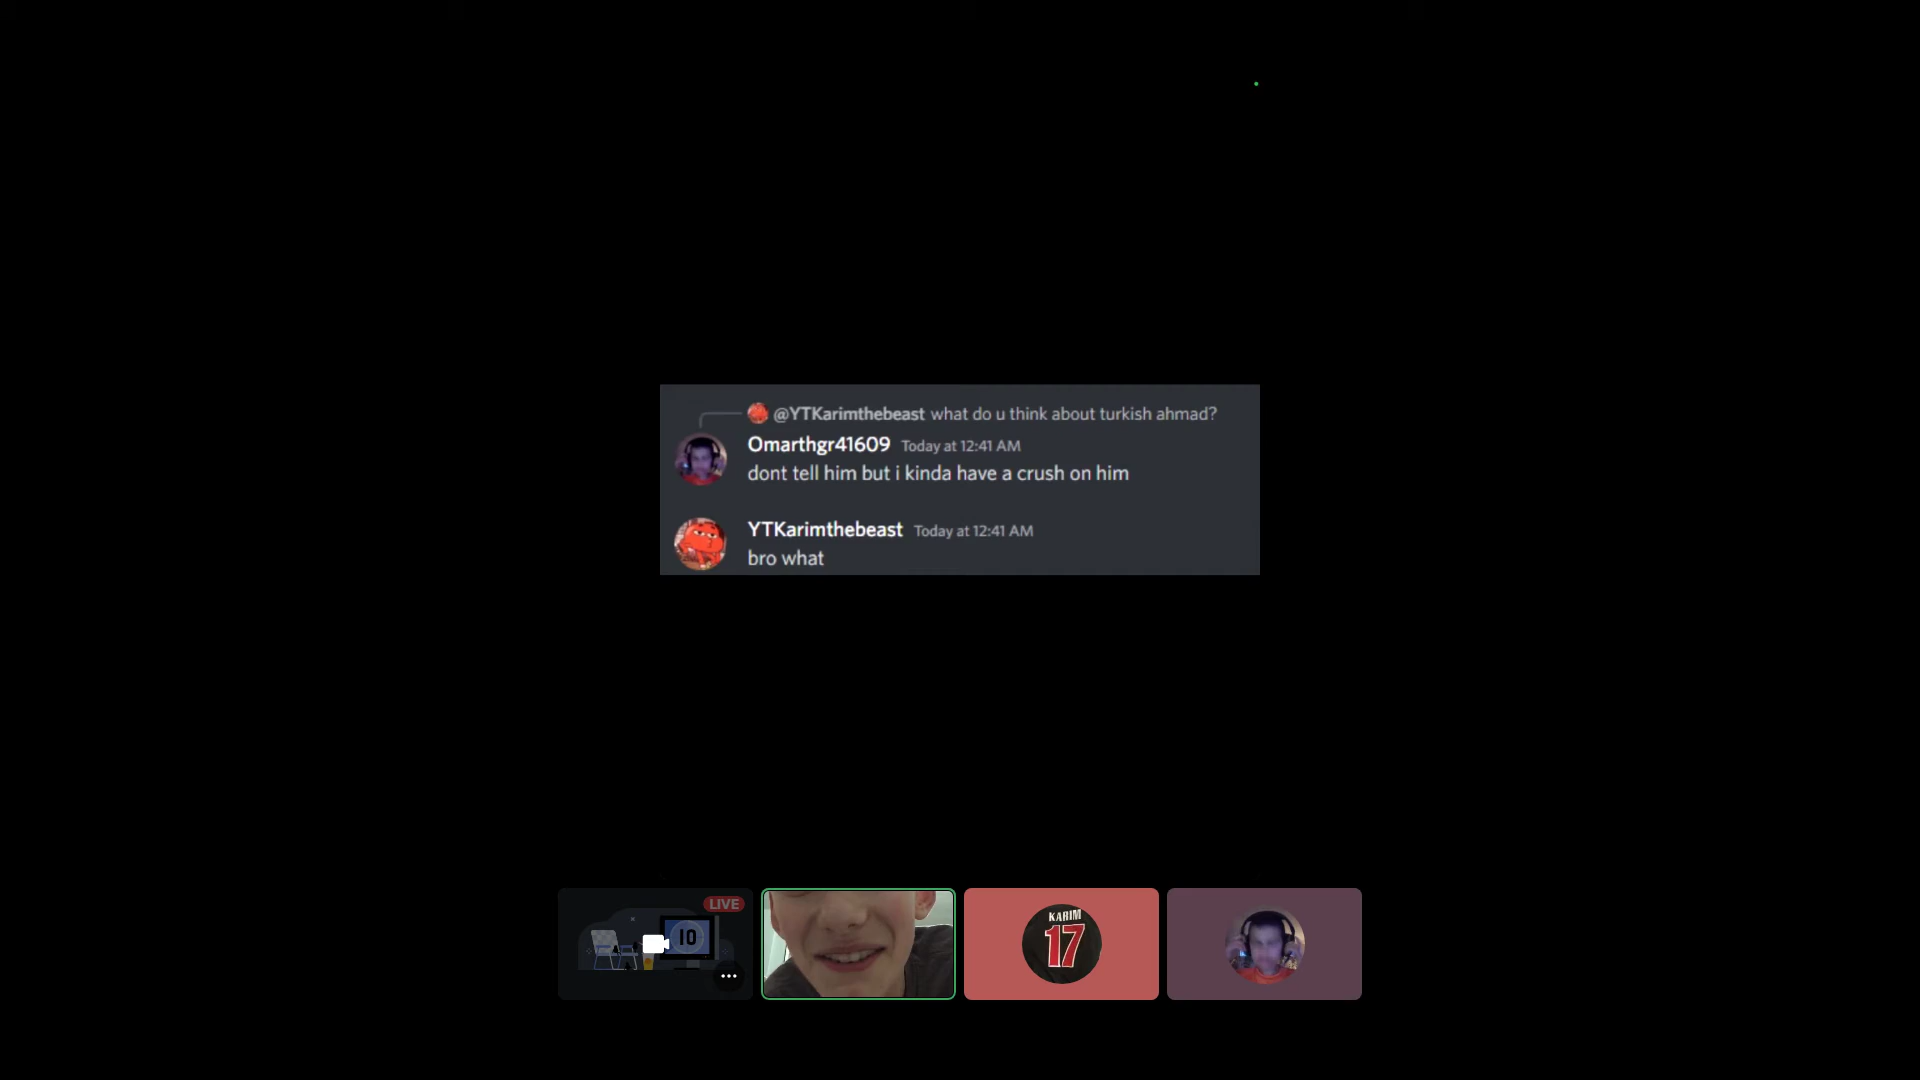 @YTKarimthebeast what do u think about turkish ahmad?
Omarthgr41609 Today at 12:41 AM
dont tell him but i kinda have a crush on him
YTKarimthebeast Today at 12:41 AM
bro what
LIVE
10
KARIM
17